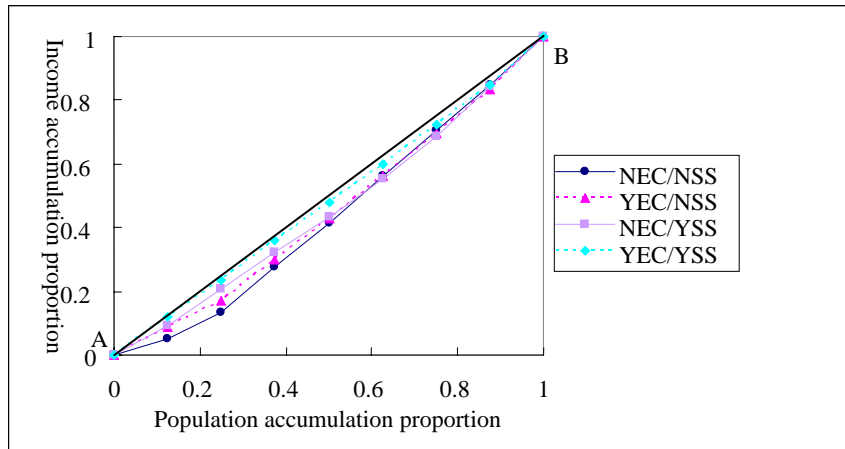 1
B
0.8
0.6
0.4
0.2
A
0
0
0.2
0.4
0.6
0.8
1
Income accumulation
proportion
Population accumulation proportion
NEC/NSS
YEC/NSS
NEC/YSS
YEC/YSS